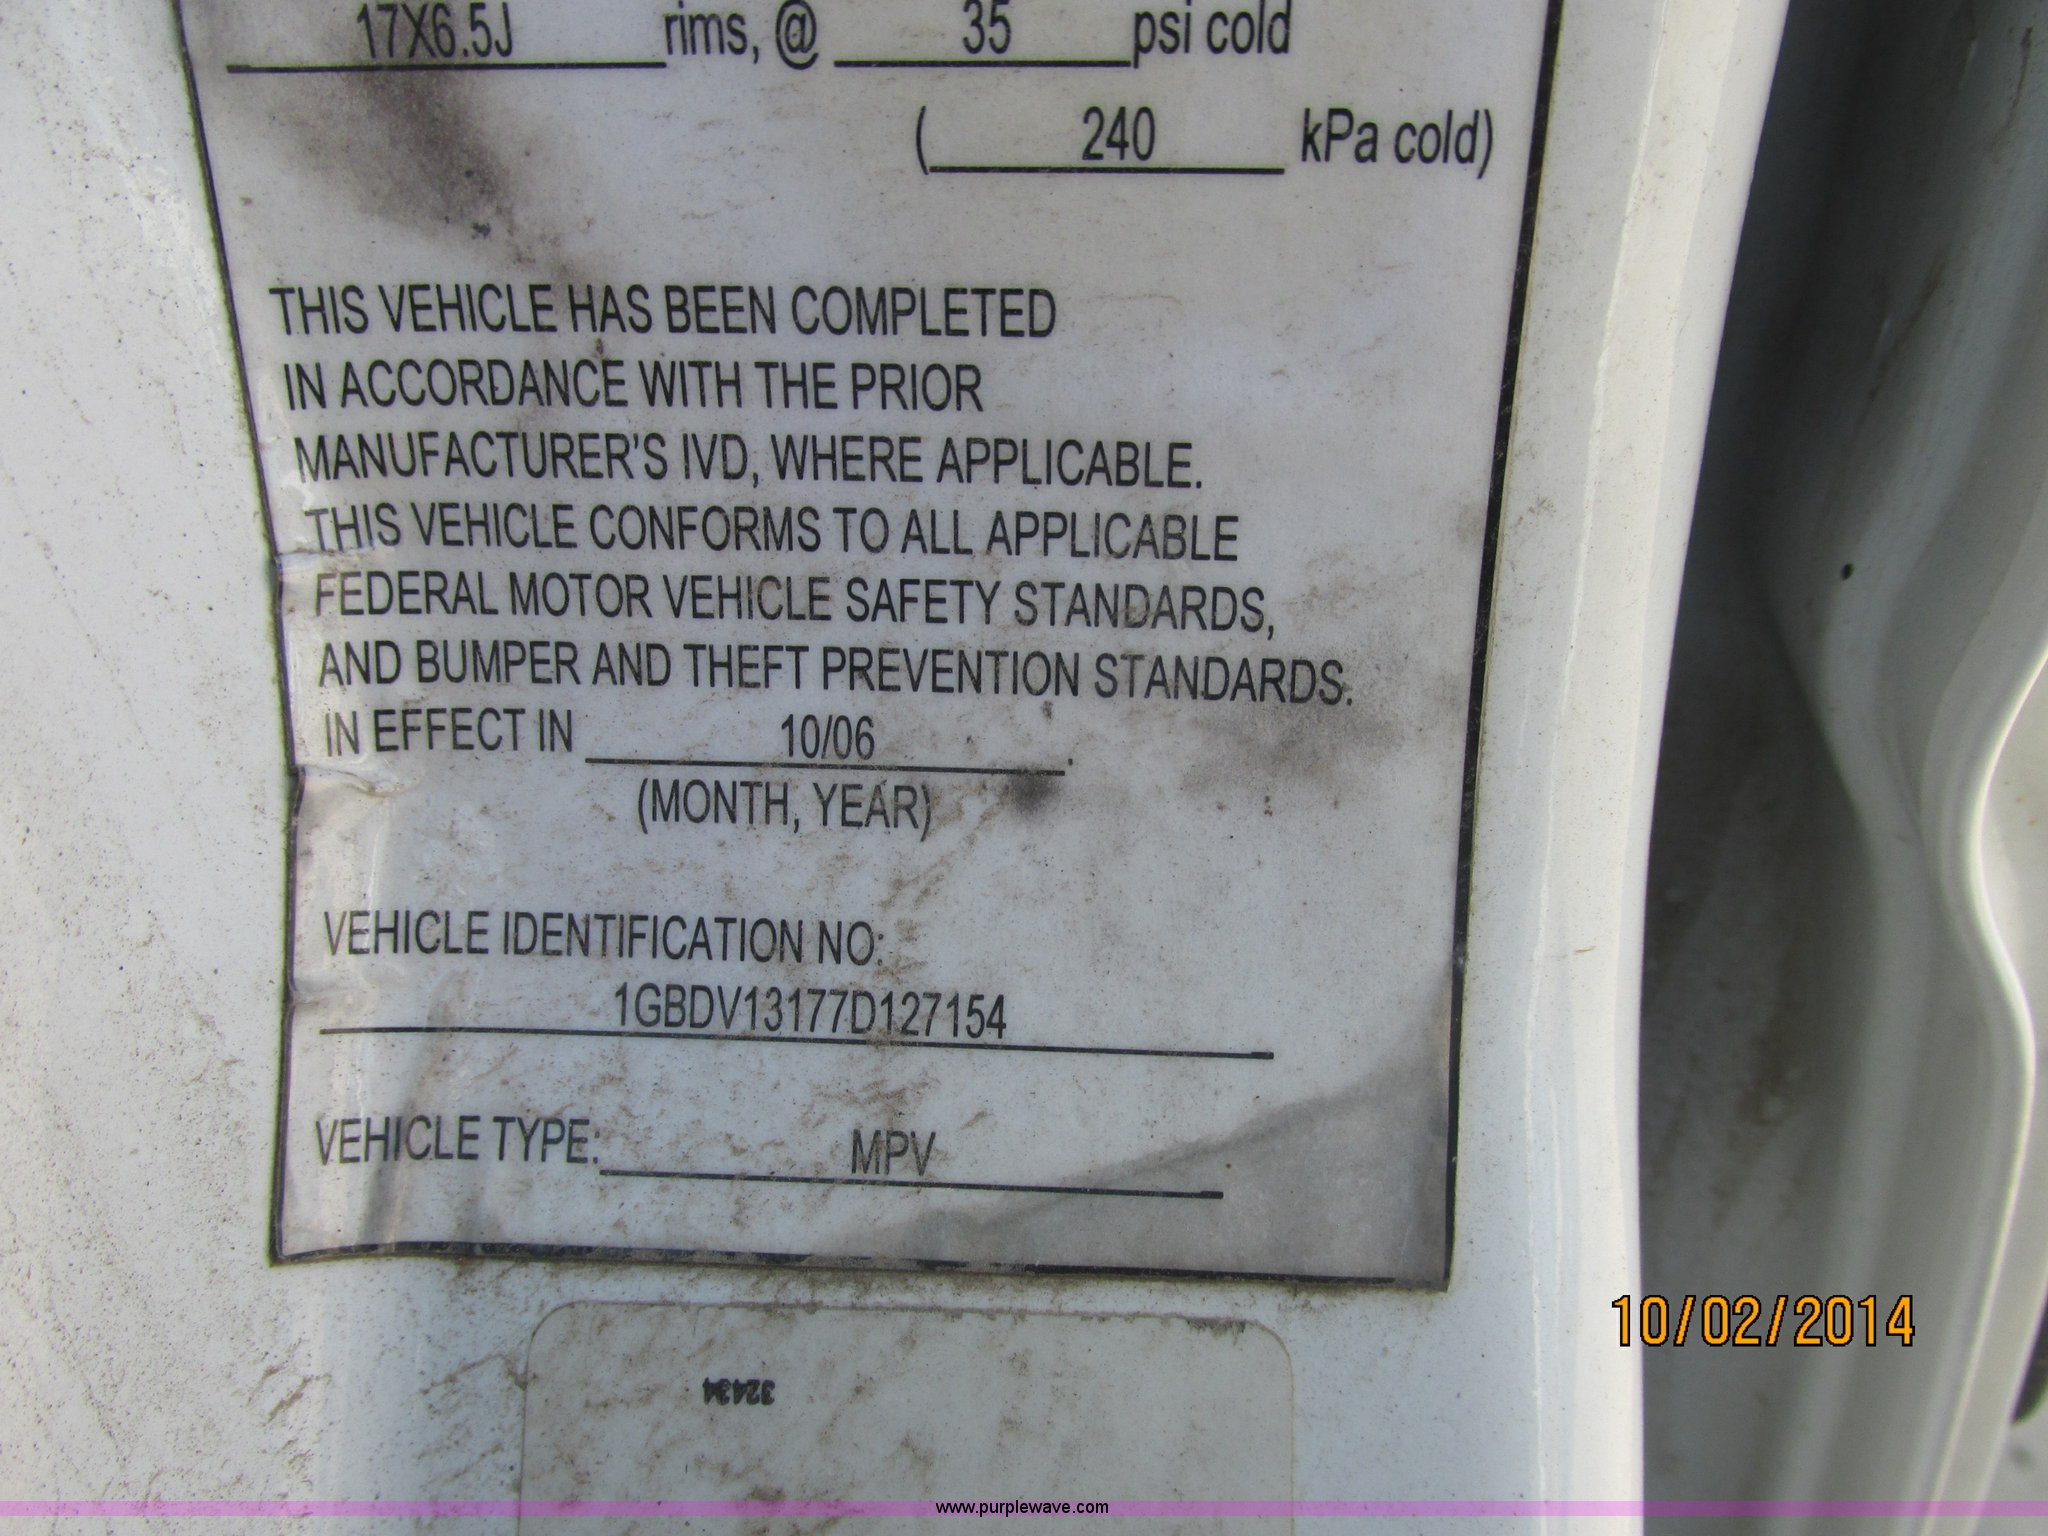 17X6.5J rims, @ 35 psi cold
( 240 kPa cold)
THIS VEHICLE HAS BEEN COMPLETED
IN ACCORDANCE WITH THE PRIOR
MANUFACTURER'S IVD, WHERE APPLICABLE.
THIS VEHICLE CONFORMS TO ALL APPLICABLE
FEDERAL MOTOR VEHICLE SAFETY STANDARDS,
AND BUMPER AND THEFT PREVENTION STANDARDS.
IN EFFECT IN 10/06.
(MONTH, YEAR)
VEHICLE IDENTIFICATION NO:
1GBDV13177D127154
VEHICLE TYPE: MPV
10/02/2014
www.purplewave.com